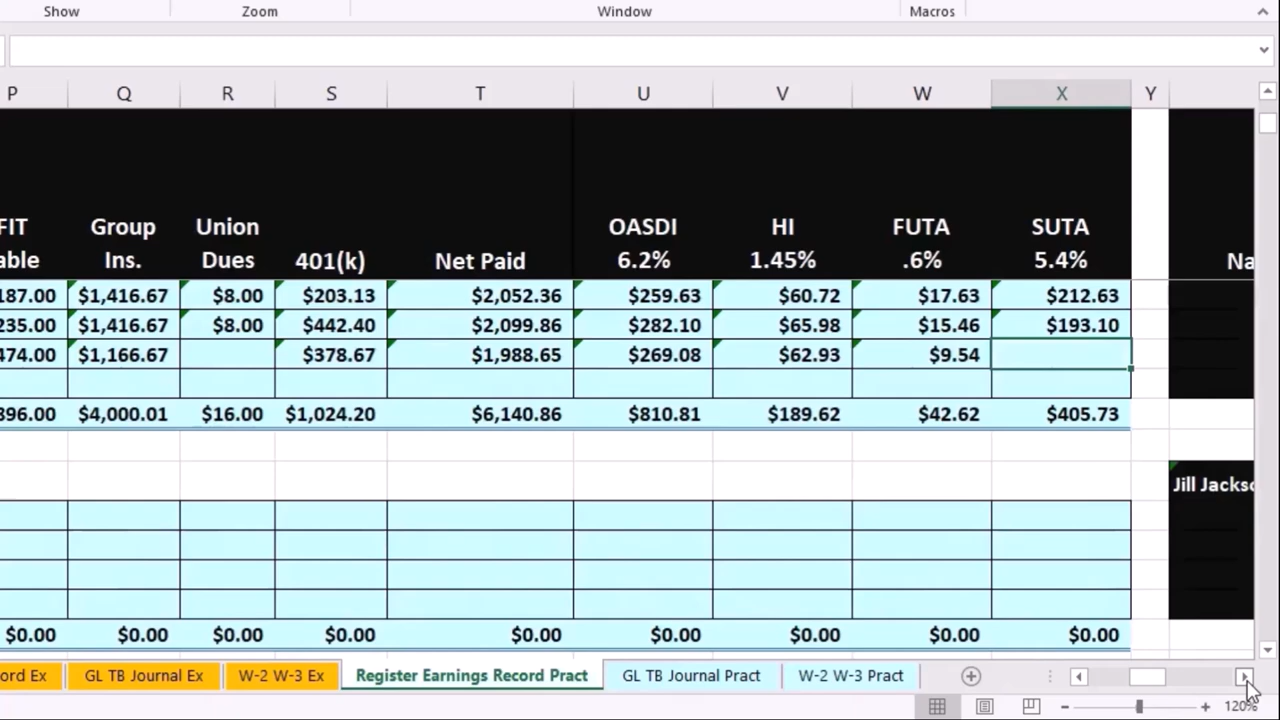 Show Zoom Window Macros
P Q R S T U V W X Y
FIT Group Union OASDI HI FUTA SUTA
able Ins. Dues 401(k) Net Paid 6.2% 1.45% .6% 5.4% Na
187.00 $1,416.67 $8.00 $203.13 $2,052.36 $259.63 $60.72 $17.63 $212.63
235.00 $1,416.67 $8.00 $442.40 $2,099.86 $282.10 $65.98 $15.46 $193.10
474.00 $1,166.67 $378.67 $1,988.65 $269.08 $62.93 $9.54
396.00 $4,000.01 $16.00 $1,024.20 $6,140.86 $810.81 $189.62 $42.62 $405.73
Jill Jackso
$0.00 $0.00 $0.00 $0.00 $0.00 $0.00 $0.00 $0.00 $0.00
ord Ex GL TB Journal Ex W-2 W-3 Ex Register Earnings Record Pract GL TB Journal Pract W-2 W-3 Pract
120%